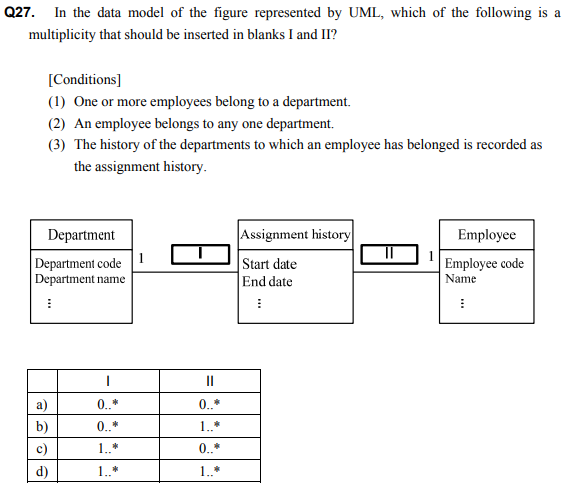 Q27. In the data model of the figure represented by UML, which of the following is a
multiplicity that should be inserted in blanks I and II?
[Conditions]
(1) One or more employees belong to a department.
(2) An employee belongs to any one department.
(3) The history of the departments to which an employee has belonged is recorded as
the assignment history.
Department
Department code
Department name
⋮
1
I
Assignment history
Start date
End date
⋮
II
1
Employee
Employee code
Name
⋮
I II
a) 0..* 0..*
b) 0..* 1..*
c) 1..* 0..*
d) 1..* 1..*